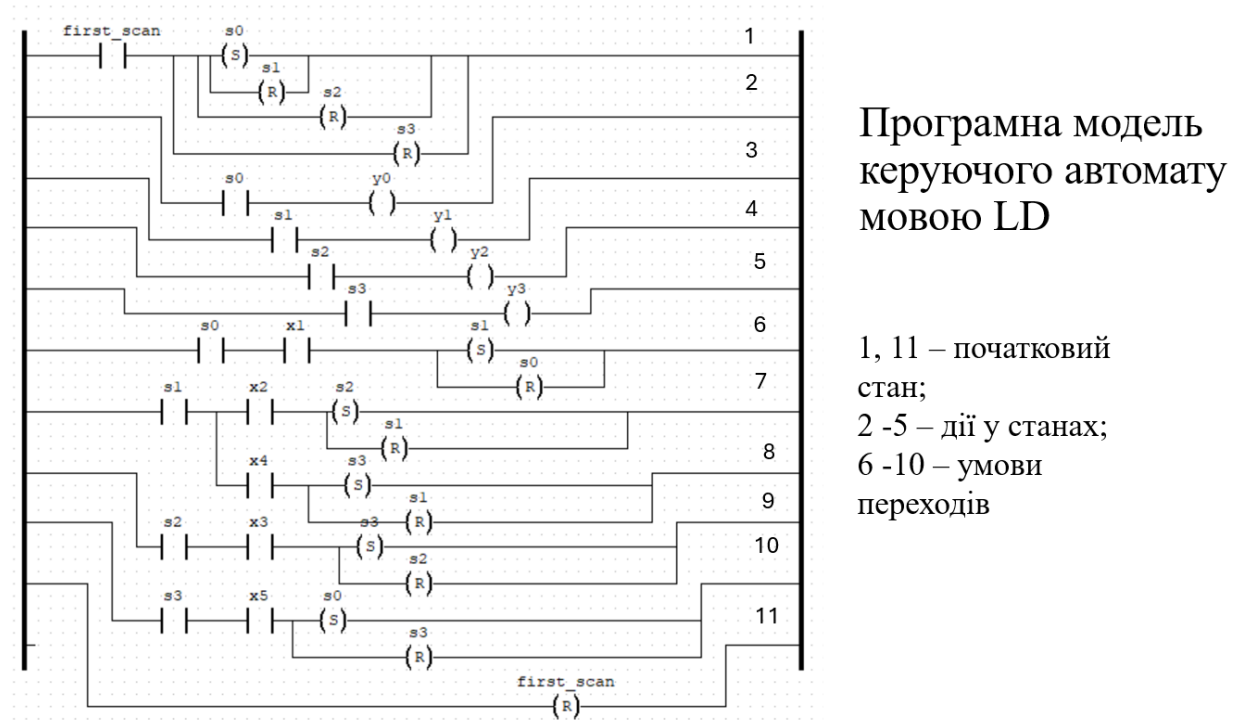 first_scan s0 1
(S)
s1 2
(R) s2
(R)
s3 3
(R)
s0 y0
s1 y1 4
s2 y2
5
s3 y3
s0 x1 s1 6
(S)
s0
(R) 7
s1 x2 s2
(S)
s1
(R)
8
x4 s3
(S)
s1 9
(R)
s2 x3 s3
(S) 10
s2
(R)
s3 x5 s0
(S) 11
s3
(R)
first_scan
(R)
Програмна модель
керуючого автомату
мовою LD
1, 11 – початковий
стан;
2 -5 – дії у станах;
6 -10 – умови
переходів